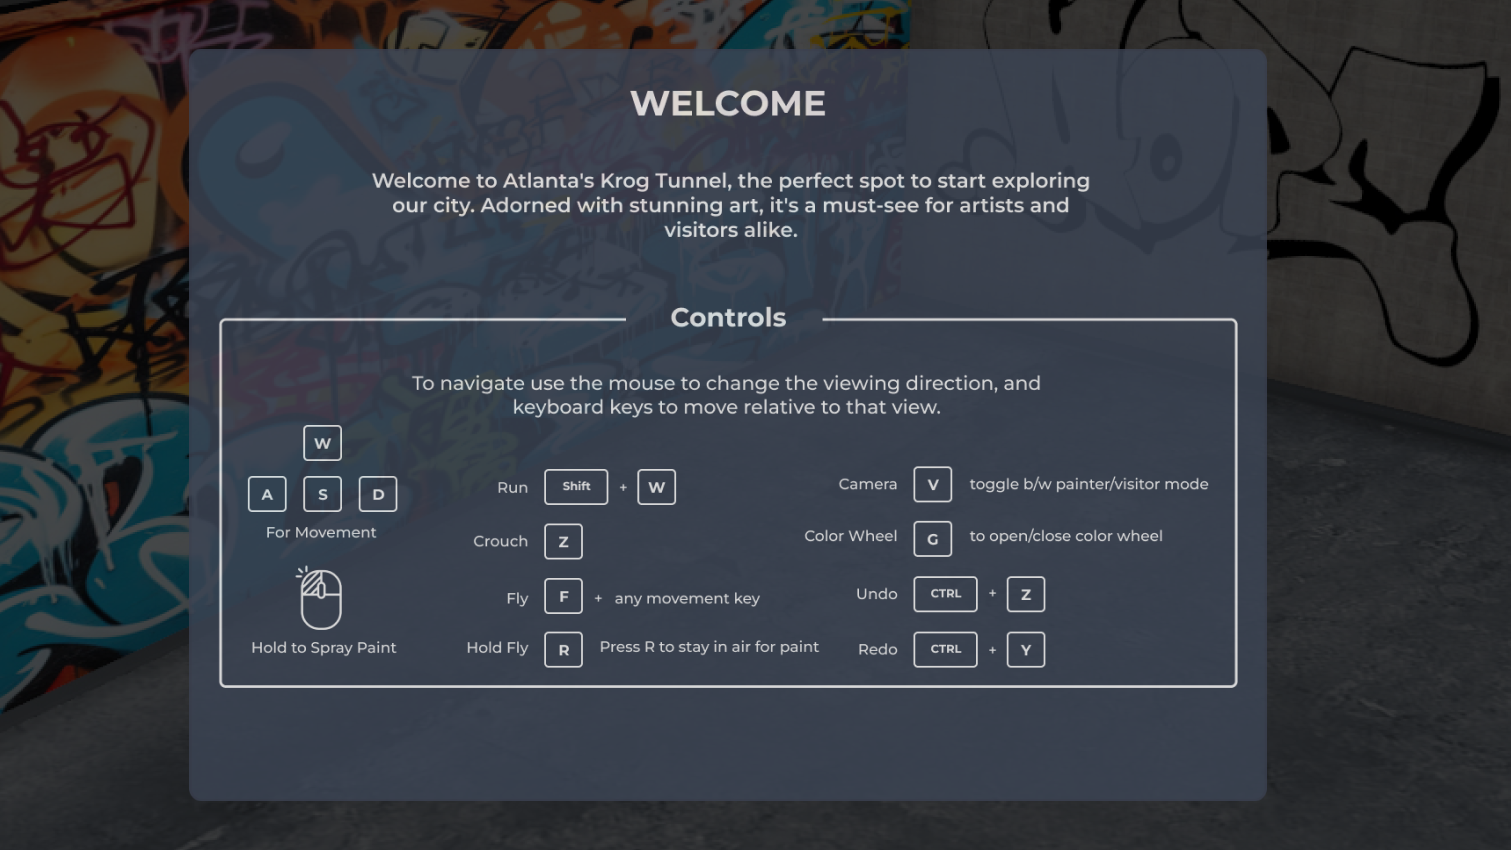 WELCOME
Welcome to Atlanta's Krog Tunnel, the perfect spot to start exploring
our city. Adorned with stunning art, it's a must-see for artists and
visitors alike.
Controls
To navigate use the mouse to change the viewing direction, and
keyboard keys to move relative to that view.
W
A S D
For Movement
Hold to Spray Paint
Run Shift + W
Crouch Z
Fly F + any movement key
Hold Fly R Press R to stay in air for paint
Camera V toggle b/w painter/visitor mode
Color Wheel G to open/close color wheel
Undo CTRL + Z
Redo CTRL + Y